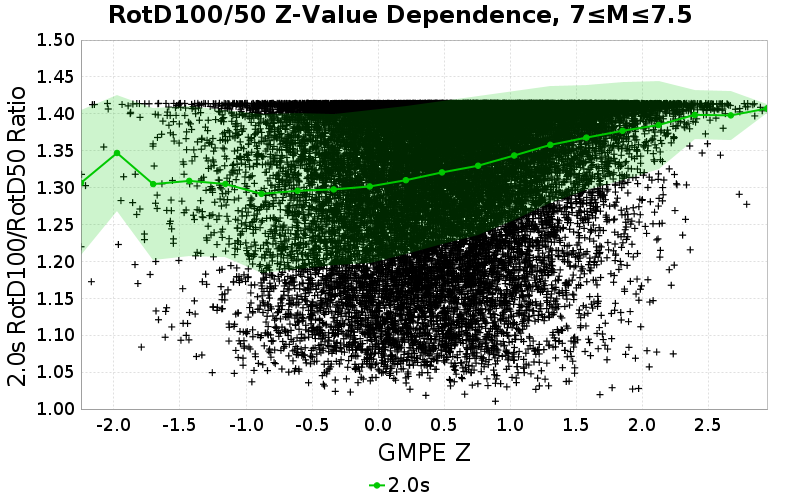 RotD100/50 Z-Value Dependence, 7≤M≤7.5
2.0s RotD100/RotD50 Ratio
1.50
1.45
1.40
1.35
1.30
1.25
1.20
1.15
1.10
1.05
1.00
-2.0 -1.5 -1.0 -0.5 0.0 0.5 1.0 1.5 2.0 2.5
GMPE Z
2.0s